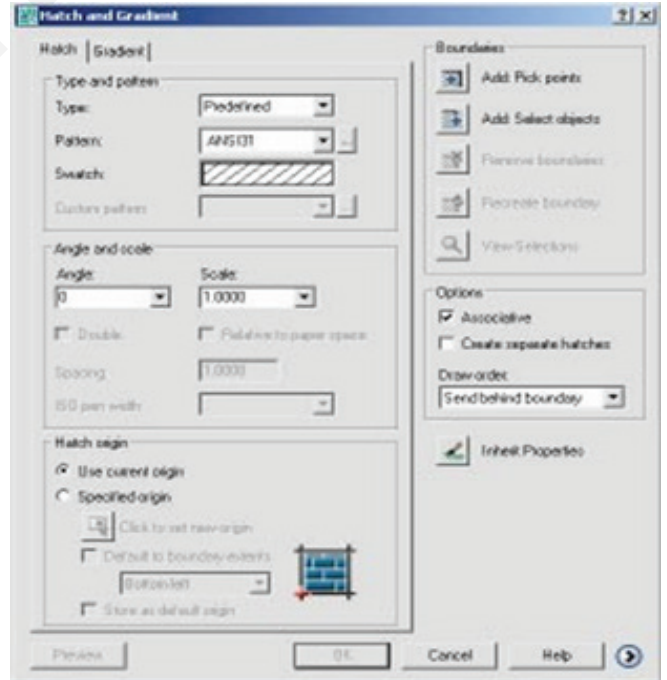 Hatch and Gradient
Hatch
Gradient
Type and pattern
Type:
Predefined
Pattern:
ANSI31
Swatch:
Custom pattern:
Angle and scale
Angle:
Scale:
0
1.0000
Double
Relative to paper space
Spacing:
1.0000
ISO pen width:
Hatch origin
Use current origin
Specified origin
Click to set new origin
Default to boundary extents
Bottom left
Store as default origin
Boundaries
Add: Pick points
Add: Select objects
Remove boundaries
Recreate boundary
View Selections
Options
Associative
Create separate hatches
Draw order:
Send behind boundary
Inherit Properties
Preview
OK
Cancel
Help